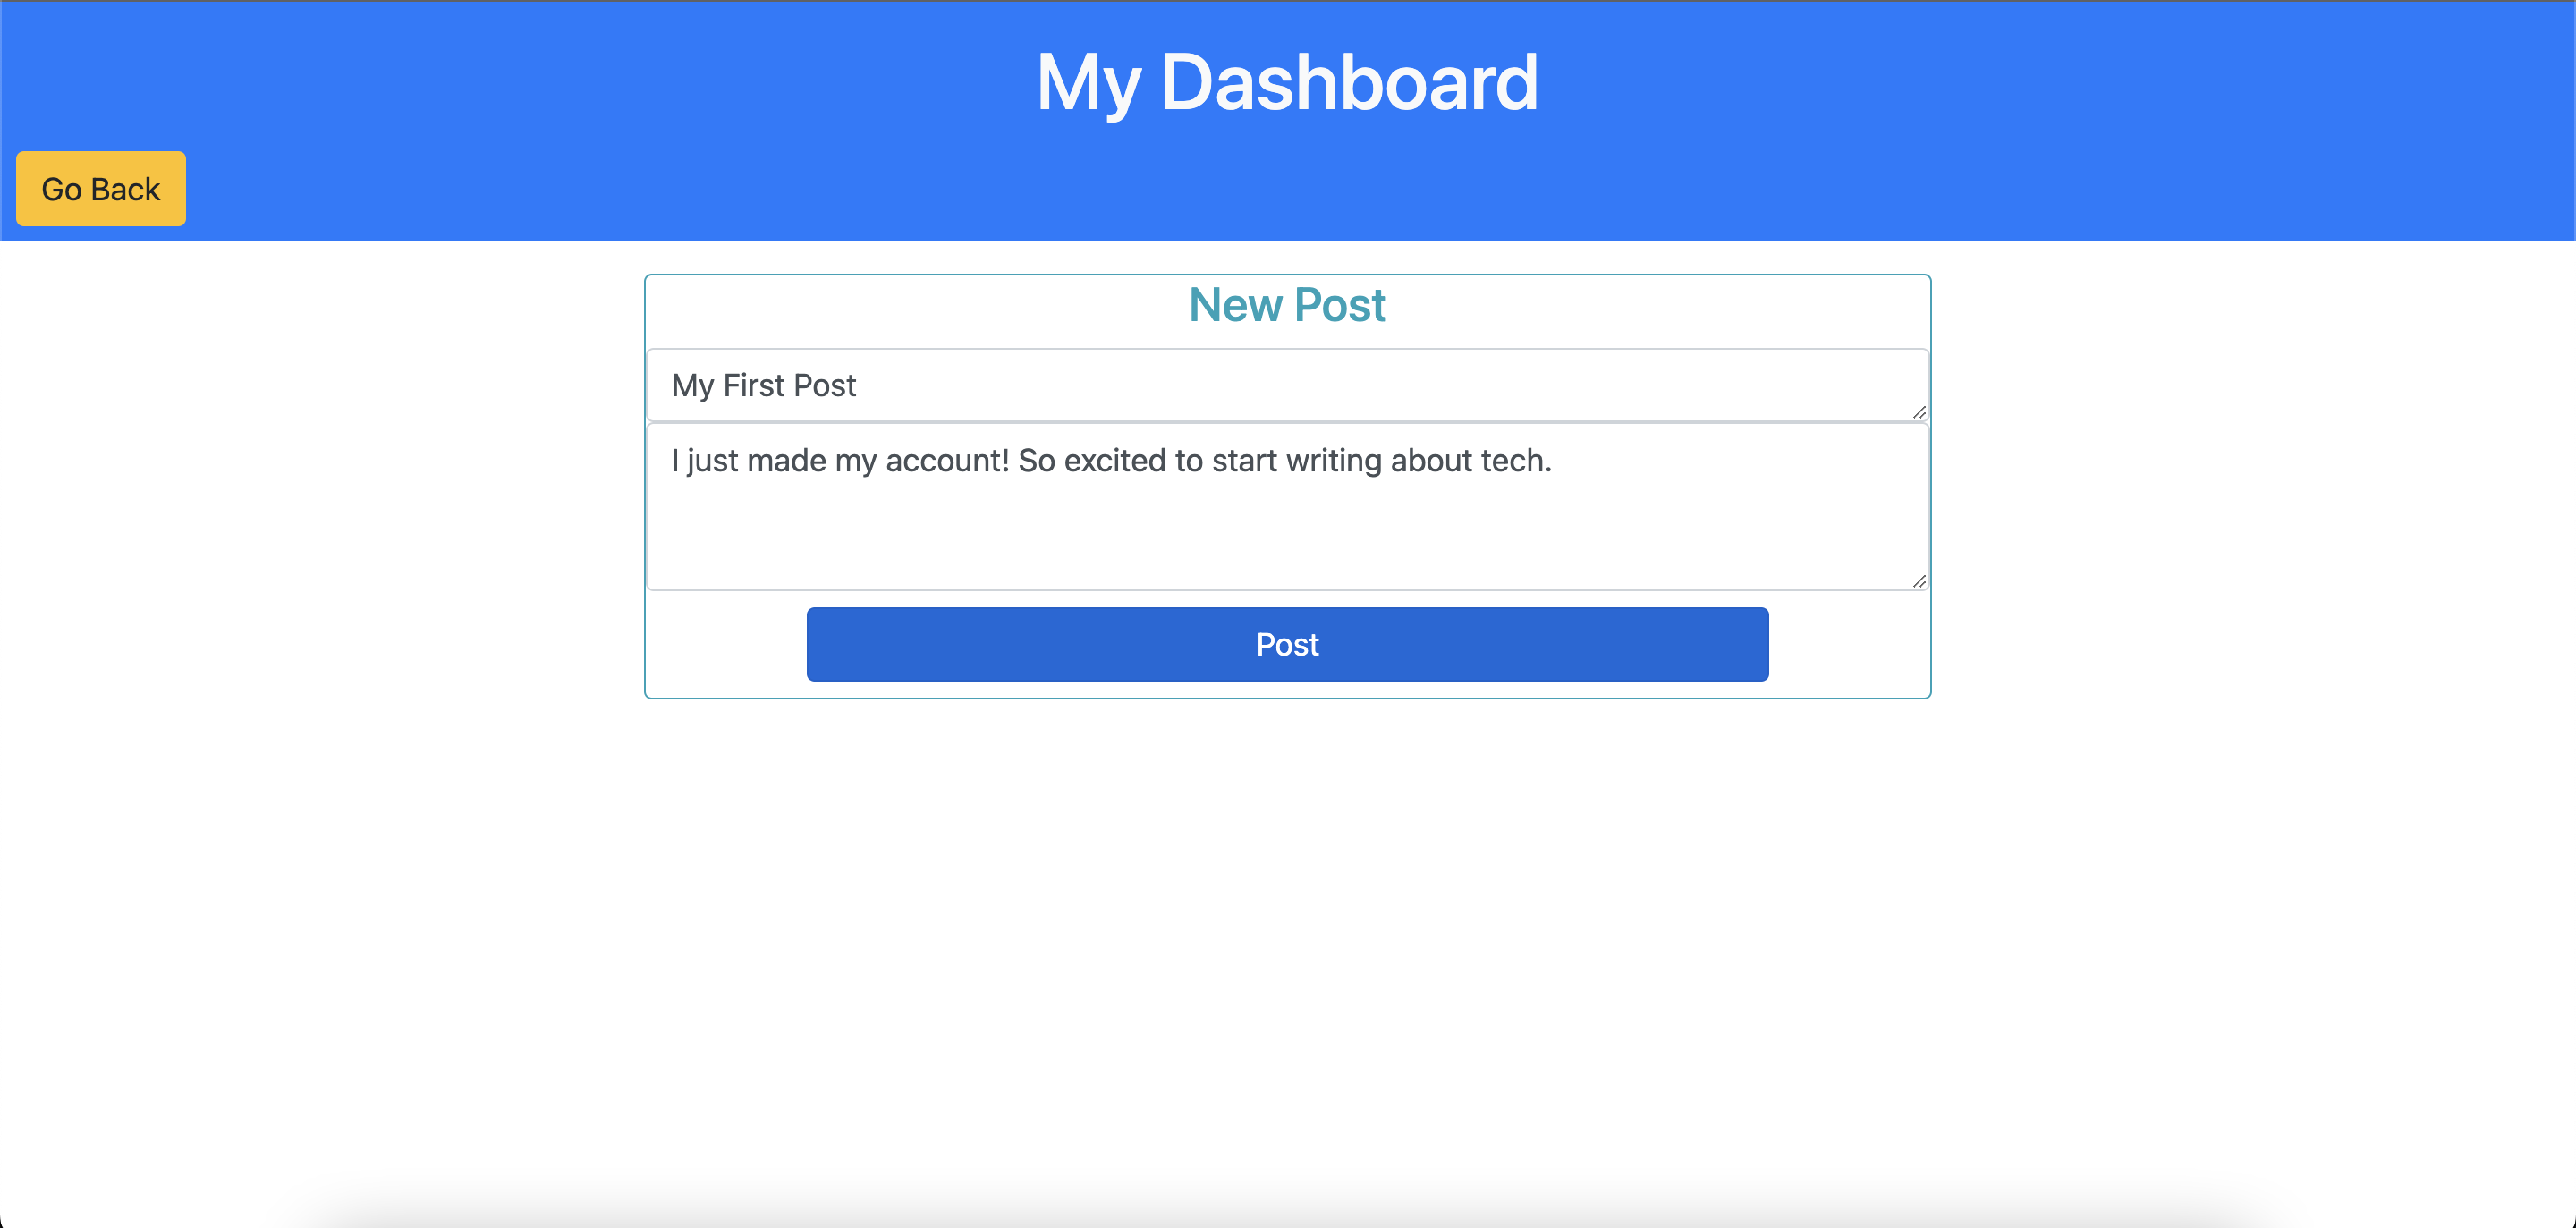 My Dashboard
Go Back
New Post
My First Post
I just made my account! So excited to start writing about tech.
Post